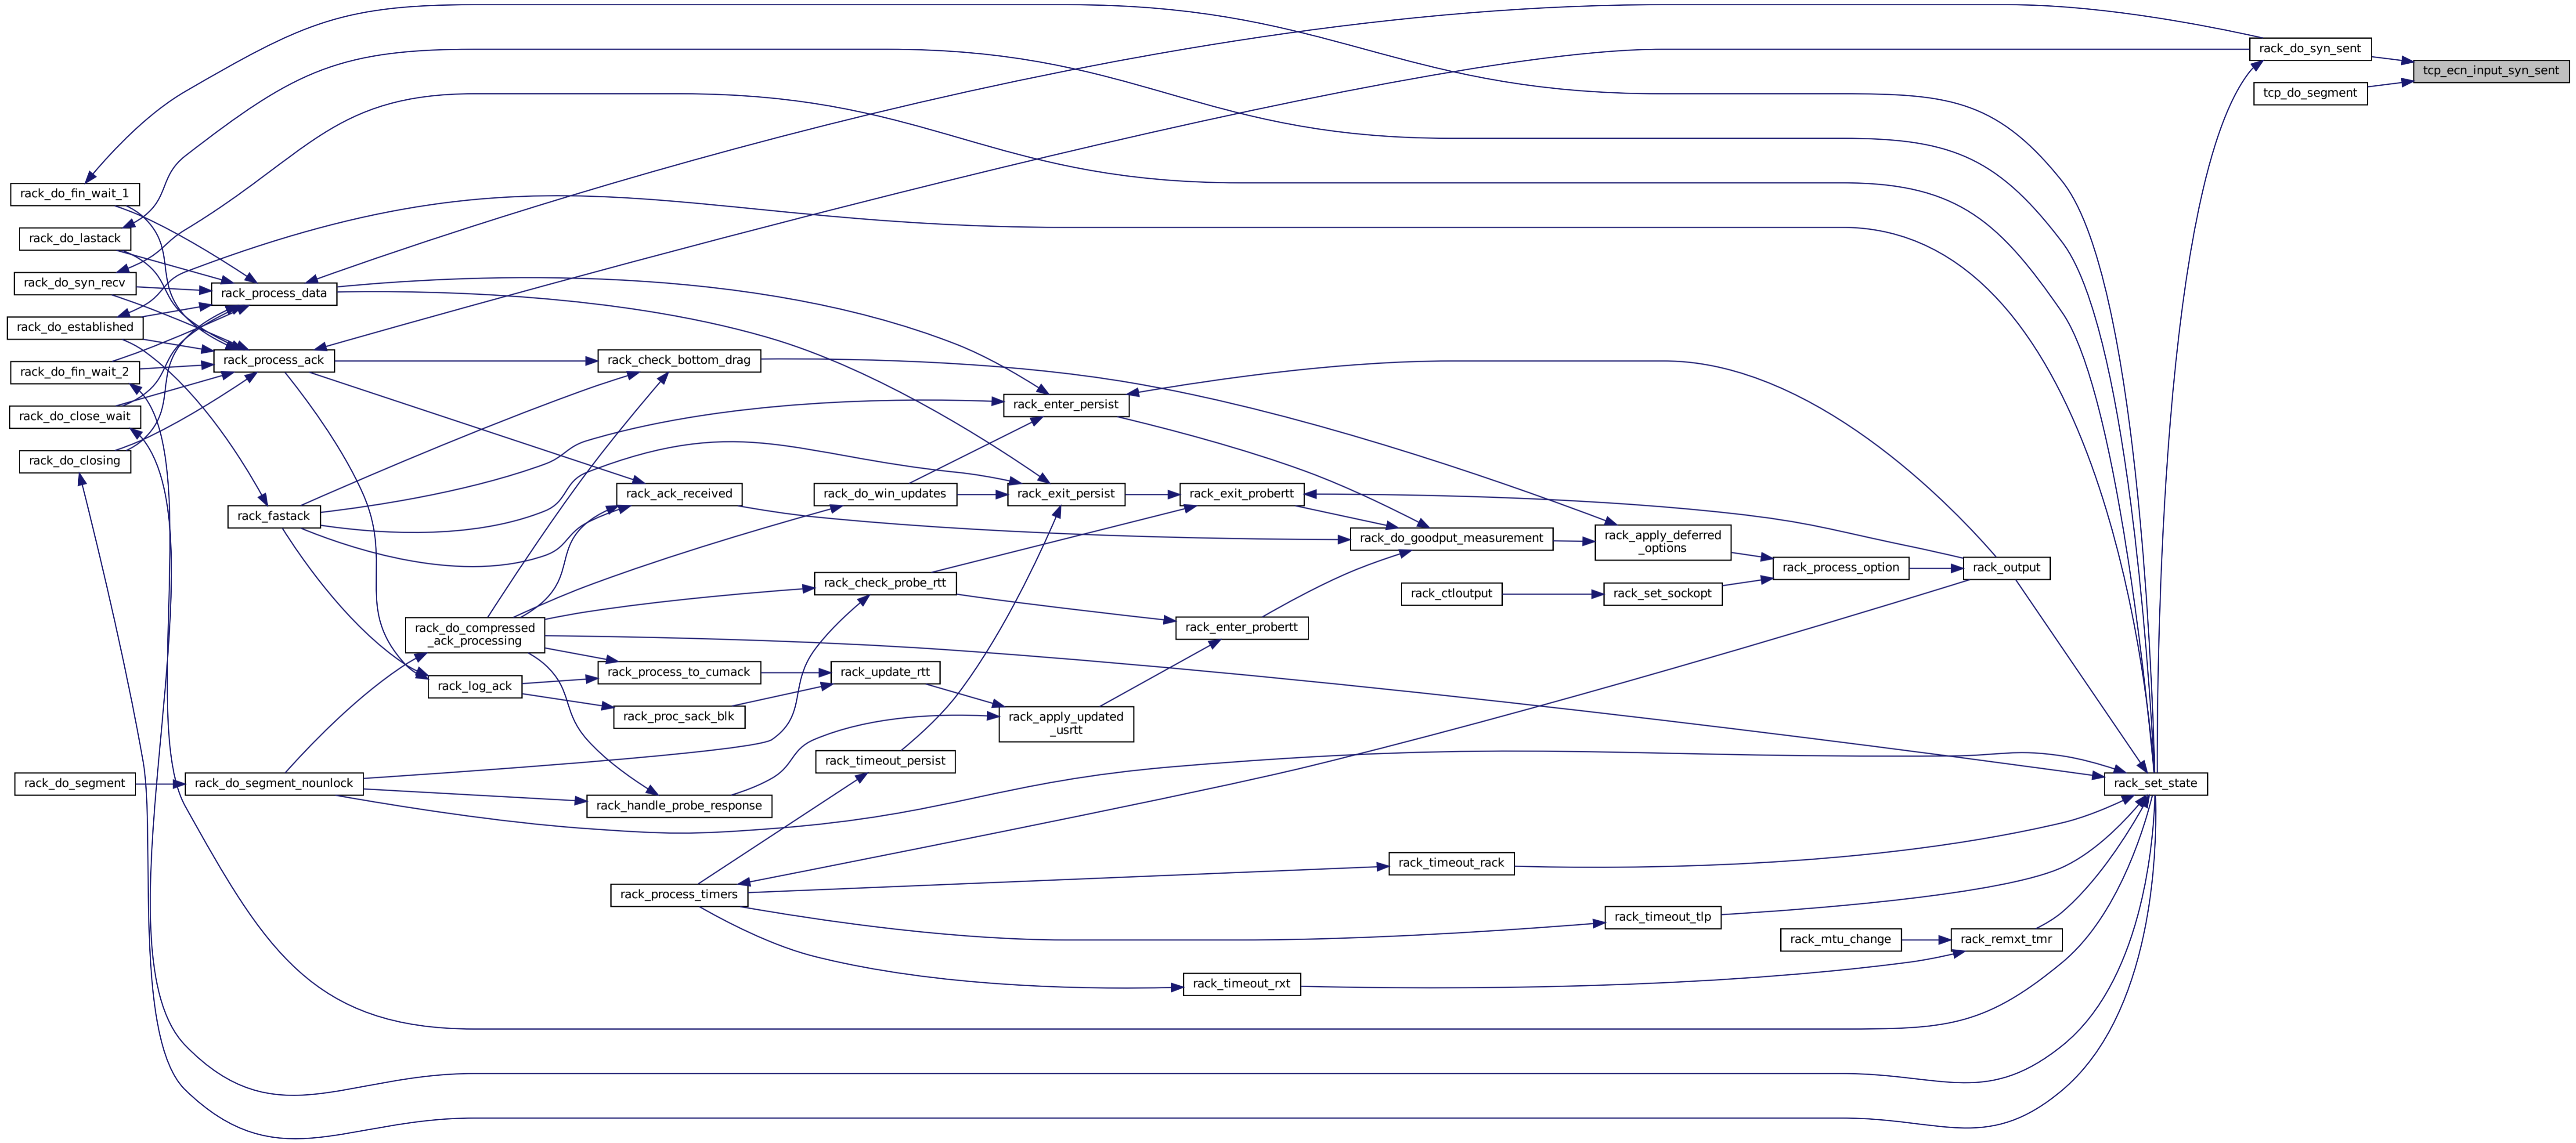 rack_do_syn_sent
tcp_ecn_input_syn_sent
tcp_do_segment
rack_do_fin_wait_1
rack_do_lastack
rack_do_syn_recv
rack_process_data
rack_do_established
rack_process_ack
rack_check_bottom_drag
rack_do_fin_wait_2
rack_enter_persist
rack_do_close_wait
rack_do_closing
rack_ack_received
rack_do_win_updates
rack_exit_persist
rack_exit_probertt
rack_fastack
rack_do_goodput_measurement
rack_apply_deferred
_options
rack_process_option
rack_output
rack_check_probe_rtt
rack_ctloutput
rack_set_sockopt
rack_do_compressed
_ack_processing
rack_enter_probertt
rack_process_to_cumack
rack_update_rtt
rack_log_ack
rack_proc_sack_blk
rack_apply_updated
_usrtt
rack_timeout_persist
rack_do_segment
rack_do_segment_nounlock
rack_set_state
rack_handle_probe_response
rack_timeout_rack
rack_process_timers
rack_timeout_tlp
rack_mtu_change
rack_remxt_tmr
rack_timeout_rxt